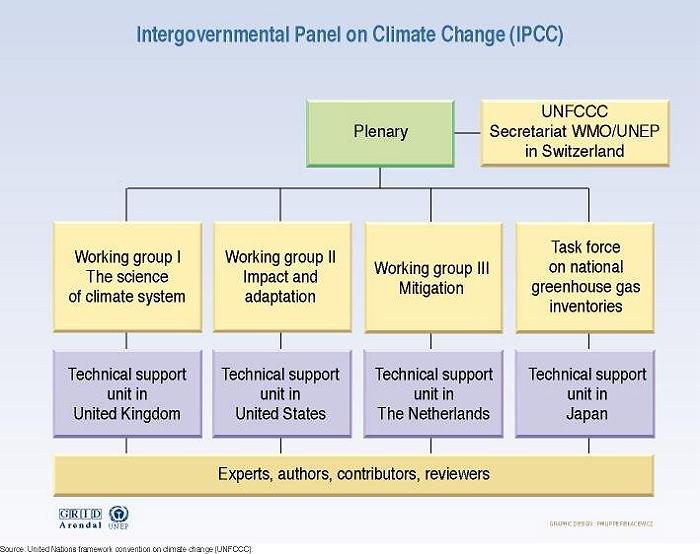 Intergovernmental Panel on Climate Change (IPCC)
Plenary
UNFCCC
Secretariat WMO/UNEP
in Switzerland
Working group I
The science
of climate system
Working group II
Impact and
adaptation
Working group III
Mitigation
Task force
on national
greenhouse gas
inventories
Technical support
unit in
United Kingdom
Technical support
unit in
United States
Technical support
unit in
The Netherlands
Technical support
unit in
Japan
Experts, authors, contributors, reviewers
GRID
Arendal
UNEP
GRAPHIC DESIGN : PHILIPPE REKACEWICZ
Source: United Nations framework convention on climate change (UNFCCC).